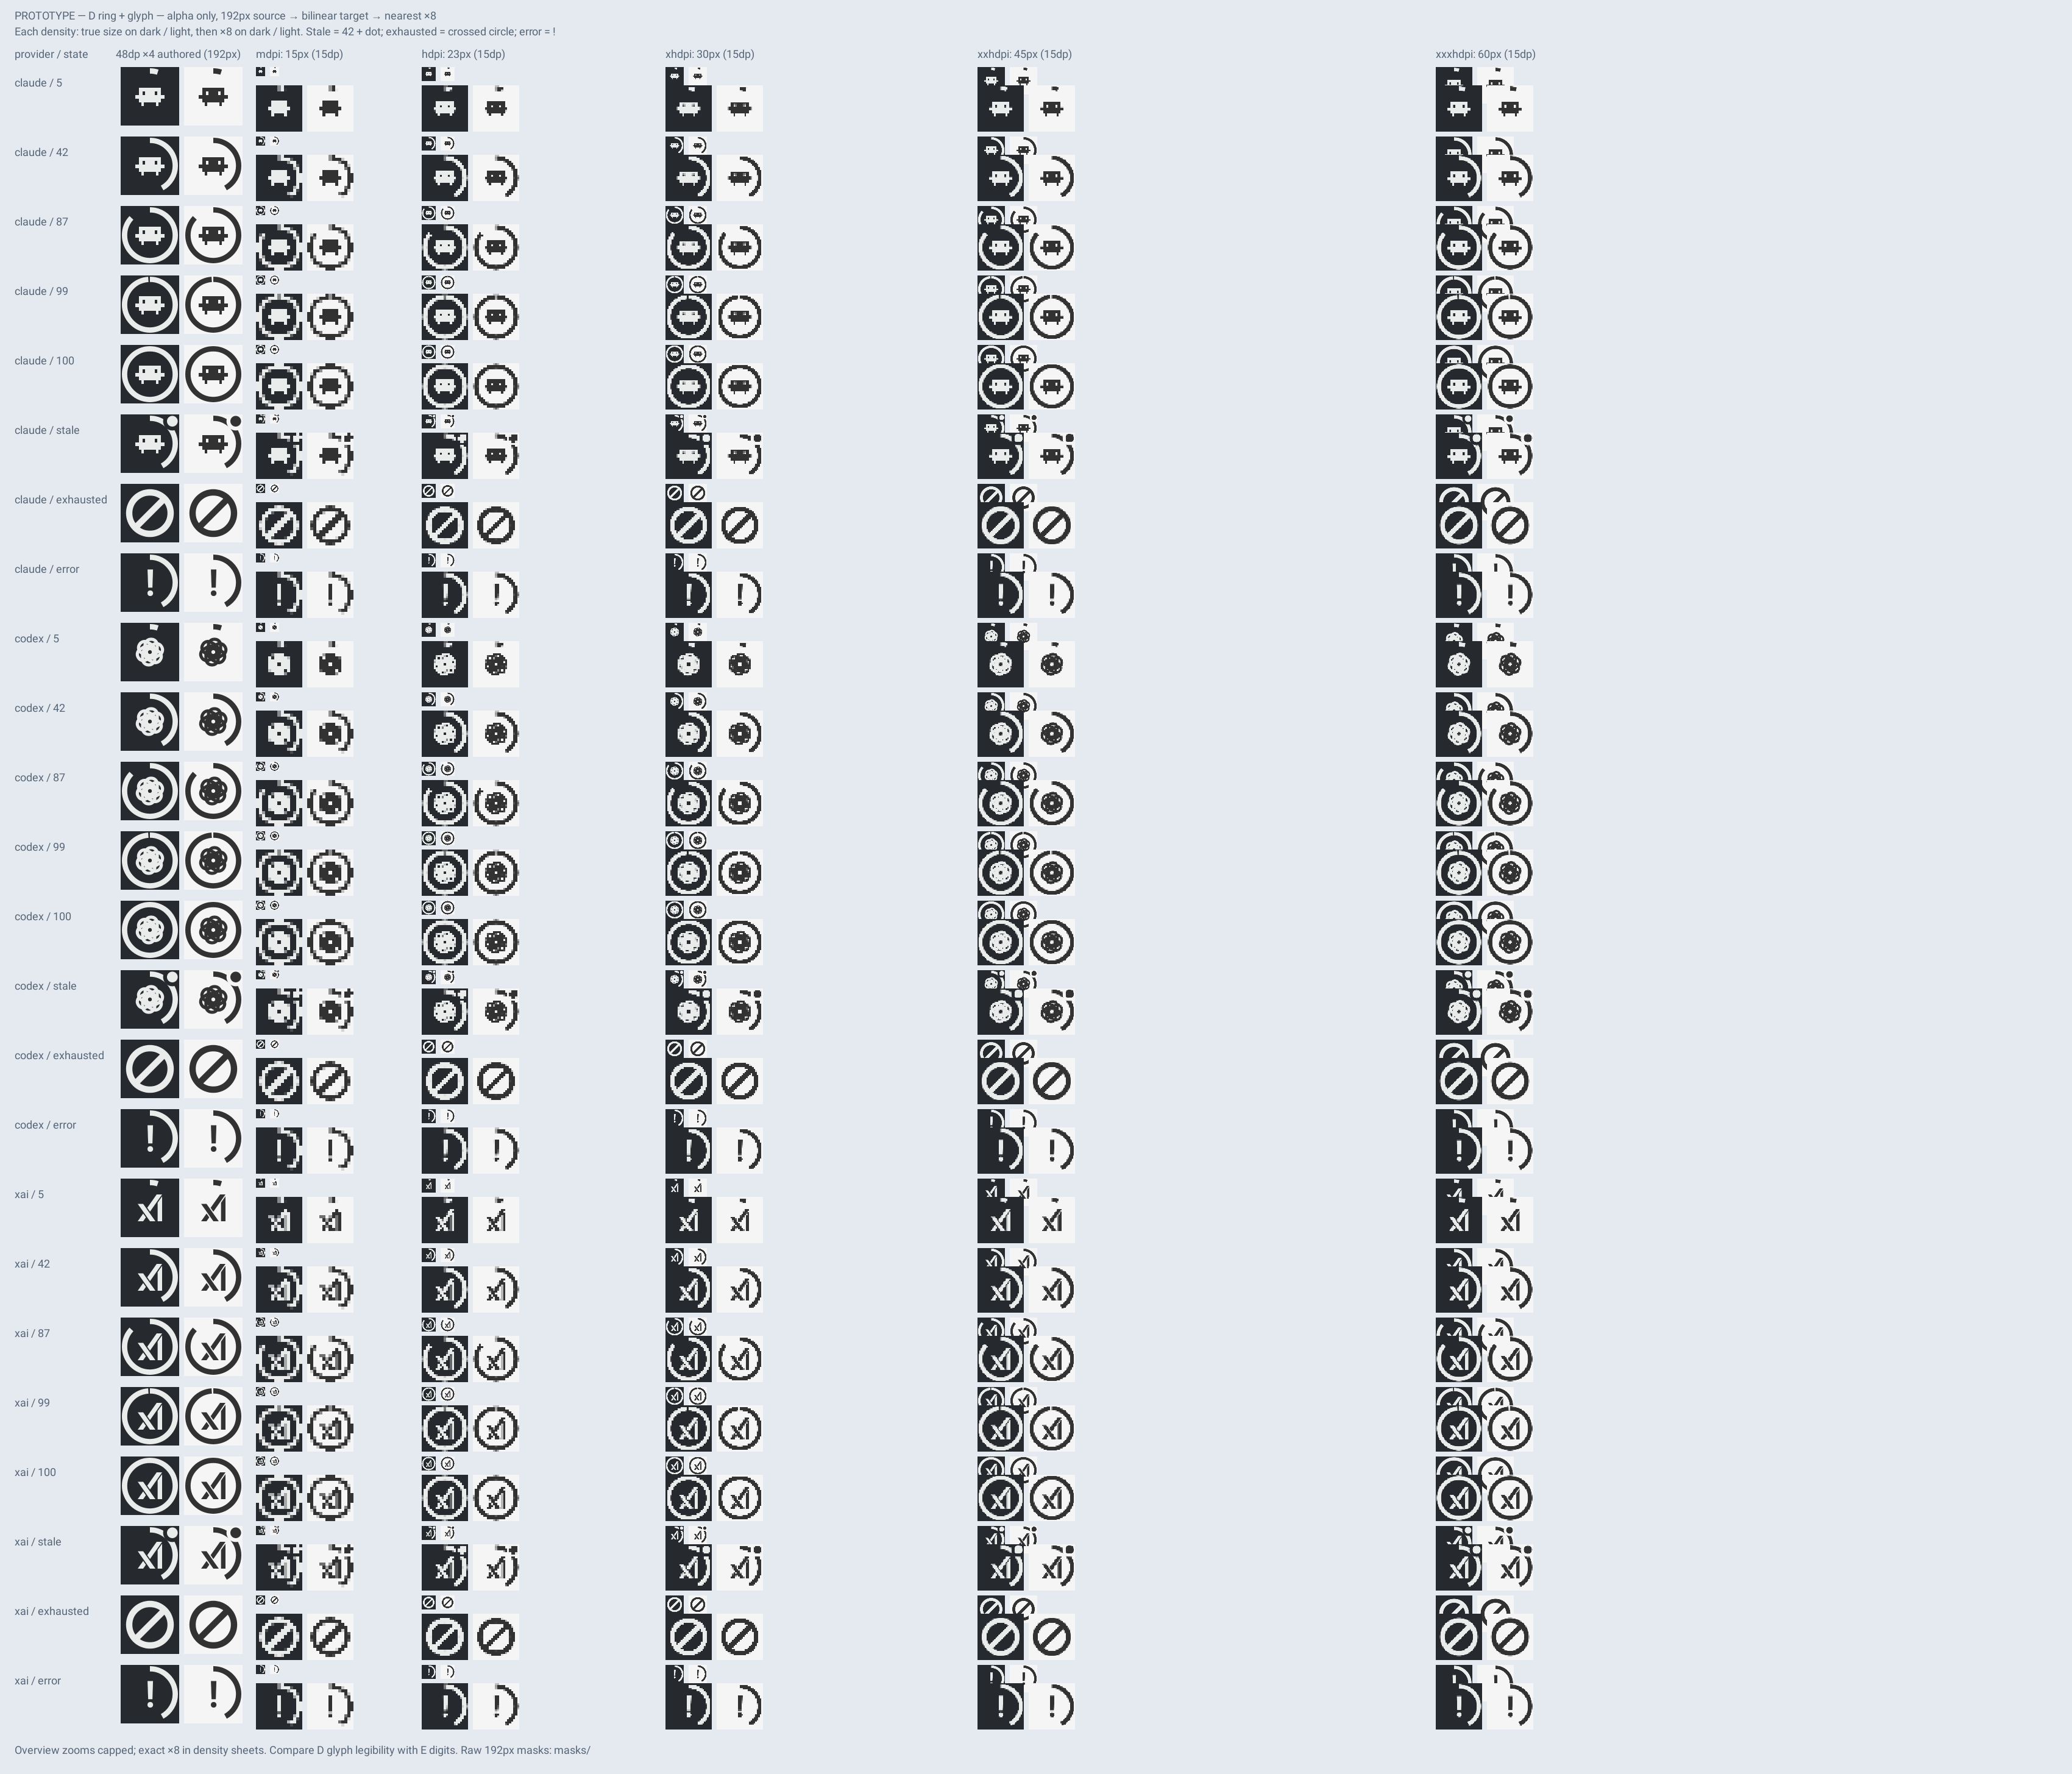 PROTOTYPE — D ring + glyph — alpha only, 192px source → bilinear target → nearest ×8
Each density: true size on dark / light, then ×8 on dark / light. Stale = 42 + dot; exhausted = crossed circle; error = !
provider / state 48dp ×4 authored (192px) mdpi: 15px (15dp) hdpi: 23px (15dp) xhdpi: 30px (15dp) xxhdpi: 45px (15dp) xxxhdpi: 60px (15dp)
claude / 5
claude / 42
claude / 87
claude / 99
claude / 100
claude / stale
claude / exhausted
claude / error
codex / 5
codex / 42
codex / 87
codex / 99
codex / 100
codex / stale
codex / exhausted
codex / error
xai / 5
xai / 42
xai / 87
xai / 99
xai / 100
xai / stale
xai / exhausted
xai / error
Overview zooms capped; exact ×8 in density sheets. Compare D glyph legibility with E digits. Raw 192px masks: masks/